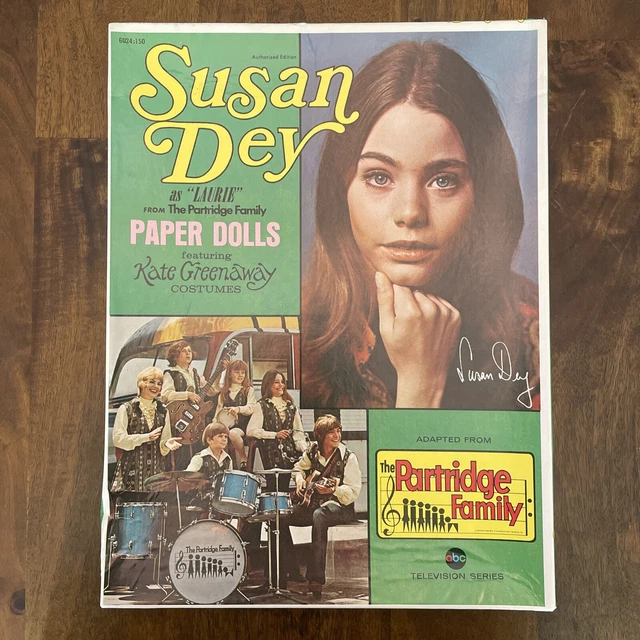 6024:150
Authorized Edition
Susan
Dey
as "LAURIE"
FROM The Partridge Family
PAPER DOLLS
featuring
Kate Greenaway
COSTUMES
Susan Dey
The Partridge Family
ADAPTED FROM
The Partridge
Family
abc
TELEVISION SERIES